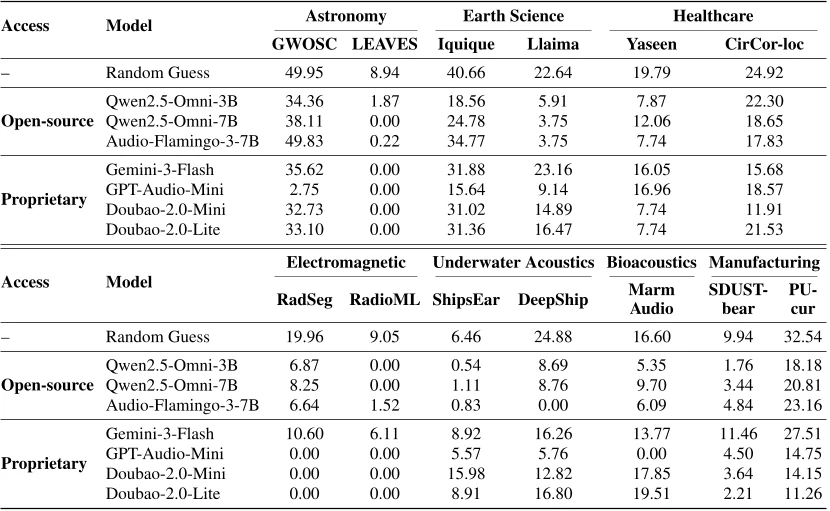 Access Model Astronomy Earth Science Healthcare
GWOSC LEAVES Iquique Llaima Yaseen CirCor-loc
– Random Guess 49.95 8.94 40.66 22.64 19.79 24.92
Open-source Qwen2.5-Omni-3B 34.36 1.87 18.56 5.91 7.87 22.30
Qwen2.5-Omni-7B 38.11 0.00 24.78 3.75 12.06 18.65
Audio-Flamingo-3-7B 49.83 0.22 34.77 3.75 7.74 17.83
Proprietary Gemini-3-Flash 35.62 0.00 31.88 23.16 16.05 15.68
GPT-Audio-Mini 2.75 0.00 15.64 9.14 16.96 18.57
Doubao-2.0-Mini 32.73 0.00 31.02 14.89 7.74 11.91
Doubao-2.0-Lite 33.10 0.00 31.36 16.47 7.74 21.53
Access Model Electromagnetic Underwater Acoustics Bioacoustics Manufacturing
RadSeg RadioML ShipsEar DeepShip Marm Audio SDUST-bear PU-cur
– Random Guess 19.96 9.05 6.46 24.88 16.60 9.94 32.54
Open-source Qwen2.5-Omni-3B 6.87 0.00 0.54 8.69 5.35 1.76 18.18
Qwen2.5-Omni-7B 8.25 0.00 1.11 8.76 9.70 3.44 20.81
Audio-Flamingo-3-7B 6.64 1.52 0.83 0.00 6.09 4.84 23.16
Proprietary Gemini-3-Flash 10.60 6.11 8.92 16.26 13.77 11.46 27.51
GPT-Audio-Mini 0.00 0.00 5.57 5.76 0.00 4.50 14.75
Doubao-2.0-Mini 0.00 0.00 15.98 12.82 17.85 3.64 14.15
Doubao-2.0-Lite 0.00 0.00 8.91 16.80 19.51 2.21 11.26